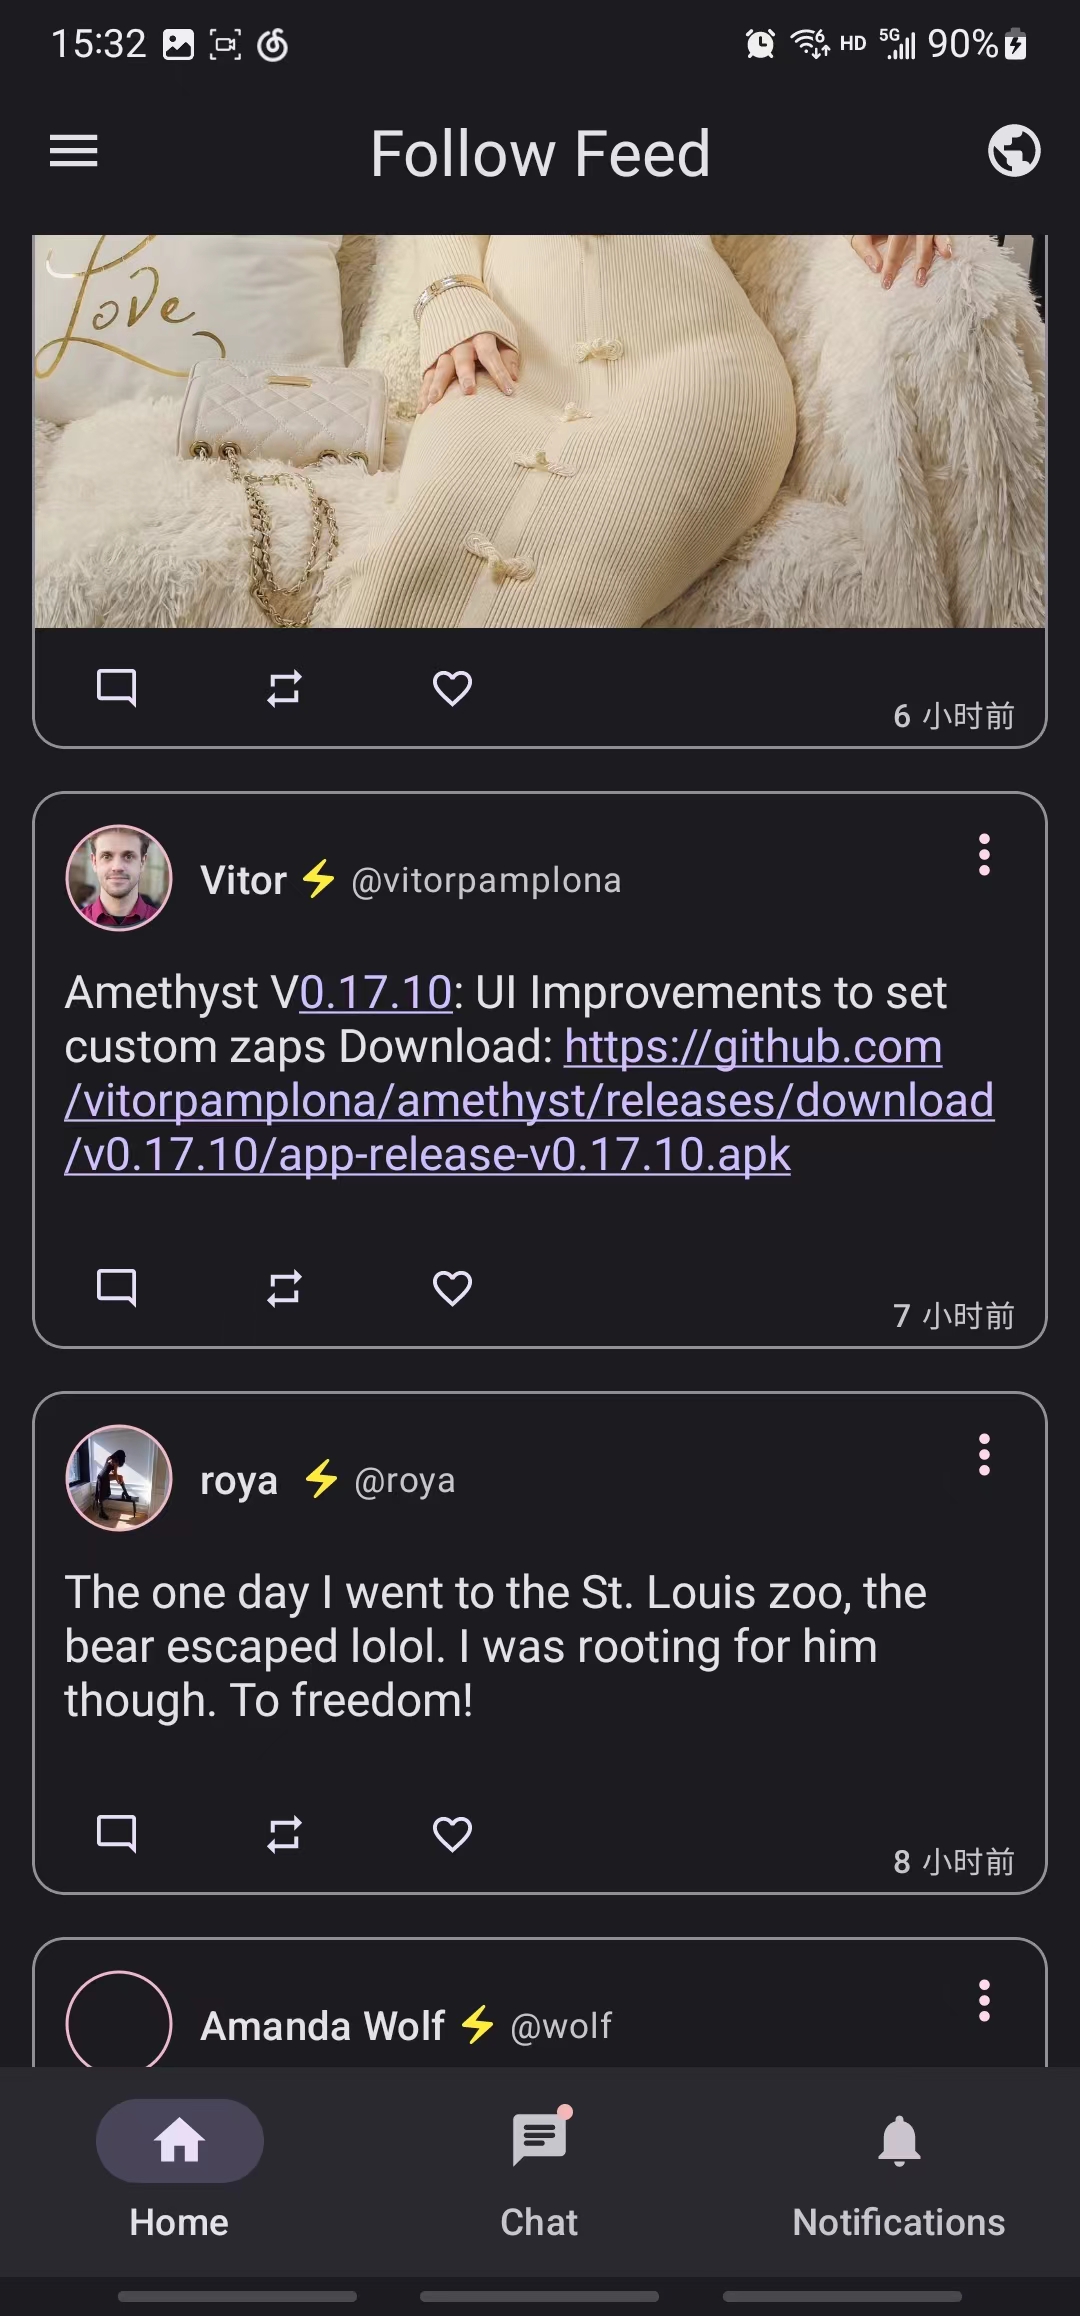 15:32
HD 5G 90%
Follow Feed
Love
6 小时前
Vitor⚡ @vitorpamplona
Amethyst V0.17.10: UI Improvements to set
custom zaps Download: https://github.com
/vitorpamplona/amethyst/releases/download
/v0.17.10/app-release-v0.17.10.apk
7 小时前
roya ⚡ @roya
The one day I went to the St. Louis zoo, the
bear escaped lolol. I was rooting for him
though. To freedom!
8 小时前
Amanda Wolf⚡ @wolf
Home Chat Notifications